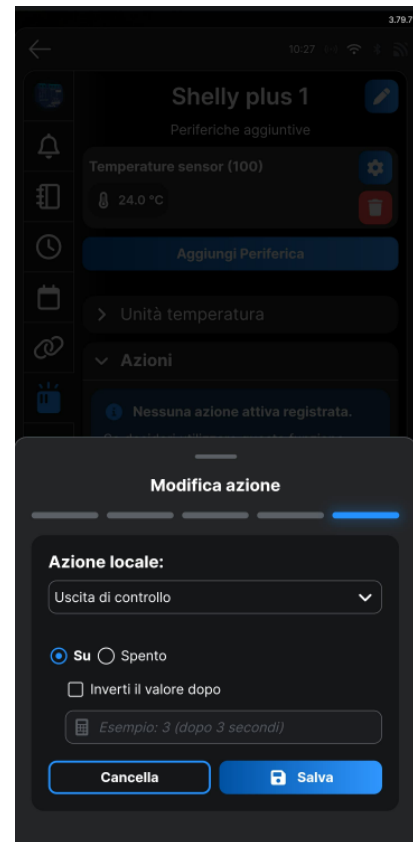 3.79.7
10:27
Shelly plus 1
Periferiche aggiuntive
Temperature sensor (100)
24.0 °C
Aggiungi Periferica
Unità temperatura
Azioni
Nessuna azione attiva registrata.
Modifica azione
Azione locale:
Uscita di controllo
Su
Spento
Inverti il valore dopo
Esempio: 3 (dopo 3 secondi)
Cancella
Salva